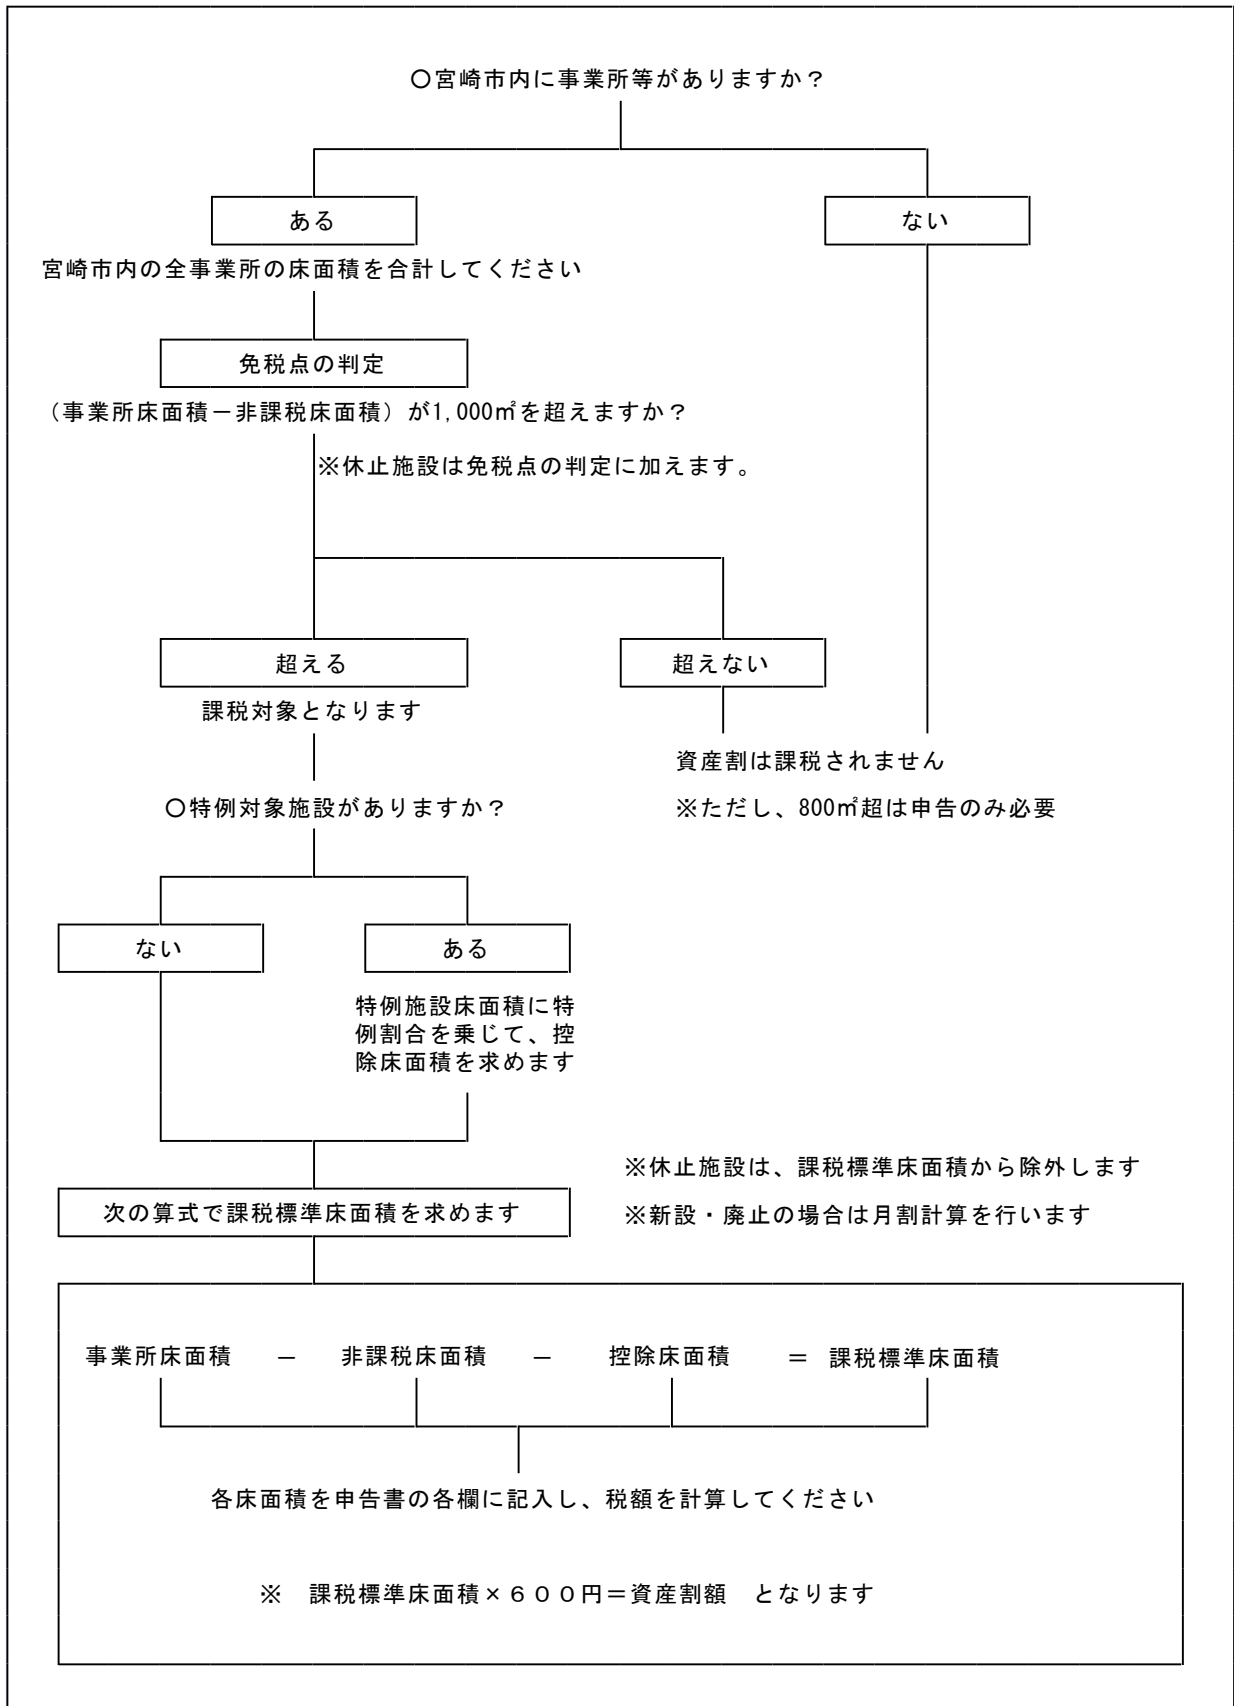 ○宮崎市内に事業所等がありますか？
ある
ない
宮崎市内の全事業所の床面積を合計してください
免税点の判定
（事業所床面積－非課税床面積）が1,000㎡を超えますか？
※休止施設は免税点の判定に加えます。
超える
超えない
課税対象となります
資産割は課税されません
○特例対象施設がありますか？
※ただし、800㎡超は申告のみ必要
ない
ある
特例施設床面積に特
例割合を乗じて、控
除床面積を求めます
※休止施設は、課税標準床面積から除外します
次の算式で課税標準床面積を求めます
※新設・廃止の場合は月割計算を行います
事業所床面積　－　非課税床面積　－　控除床面積　＝　課税標準床面積
各床面積を申告書の各欄に記入し、税額を計算してください
※　課税標準床面積×６００円＝資産割額　となります